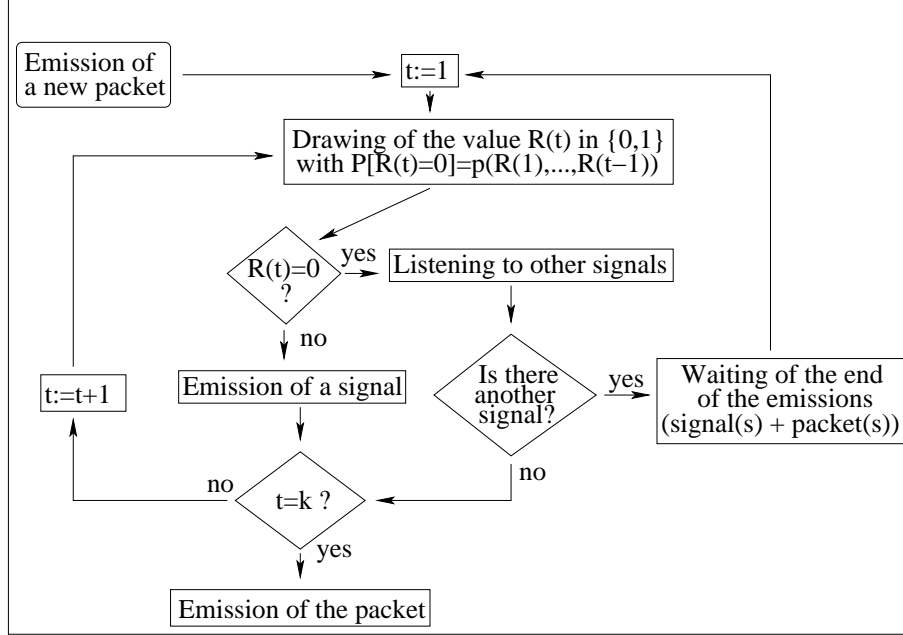 Emission of
a new packet
t:=1
Drawing of the value R(t) in {0,1}
with P[R(t)=0]=p(R(1),...,R(t−1))
R(t)=0
?
yes
Listening to other signals
no
Emission of a signal
t:=t+1
Is there
another
signal?
yes
Waiting of the end
of the emissions
(signal(s) + packet(s))
no
no
t=k ?
yes
Emission of the packet